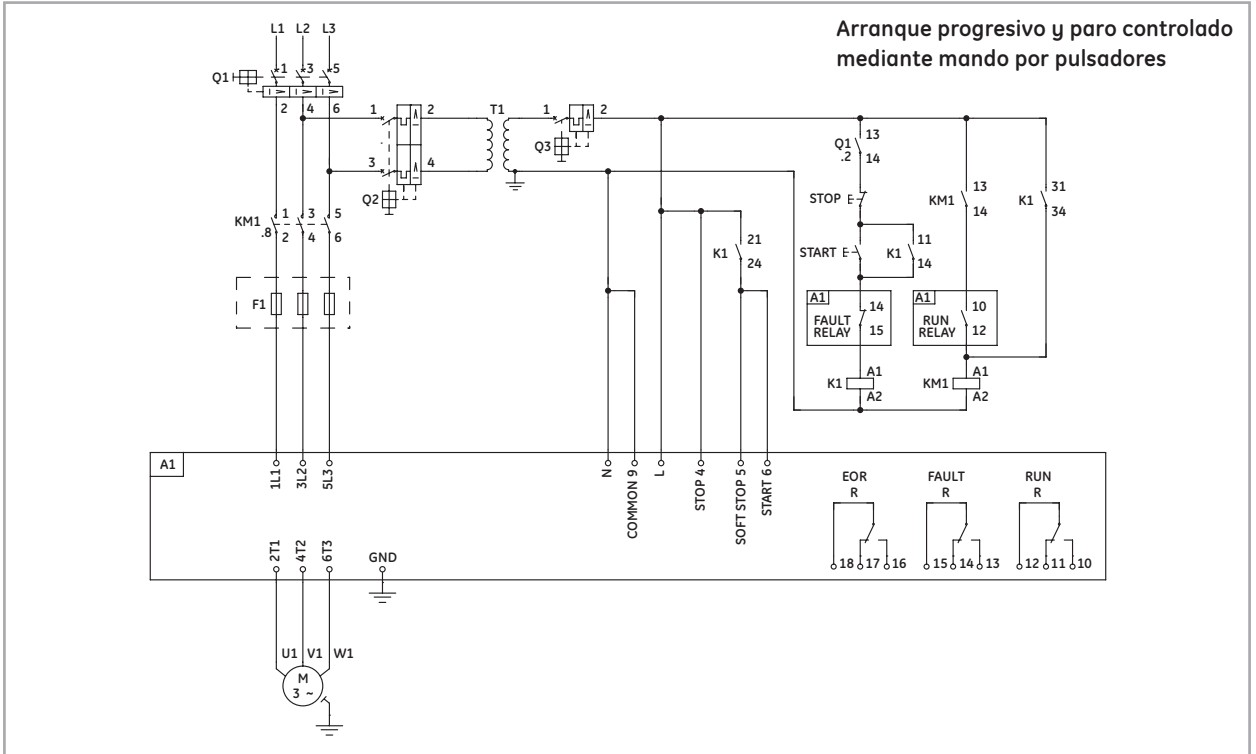 Arranque progresivo y paro controlado
mediante mando por pulsadores
L1 L2 L3
Q1 1 3 5
2 4 6
1 2
3 4
Q2
T1
1 2
Q3
Q1 13
.2 14
STOP E
START E
K1 11
14
KM1 13
14
K1 31
34
K1 21
24
KM1 1 3 5
.8 2 4 6
F1
A1 14
FAULT
RELAY 15
A1 10
RUN
RELAY 12
K1 A1
A2
KM1 A1
A2
A1
1L1 3L2 5L3
N
COMMON 9
L
STOP 4
SOFT STOP 5
START 6
EOR
R
18 17 16
FAULT
R
15 14 13
RUN
R
12 11 10
2T1 4T2 6T3
GND
U1 V1 W1
M
3 ~